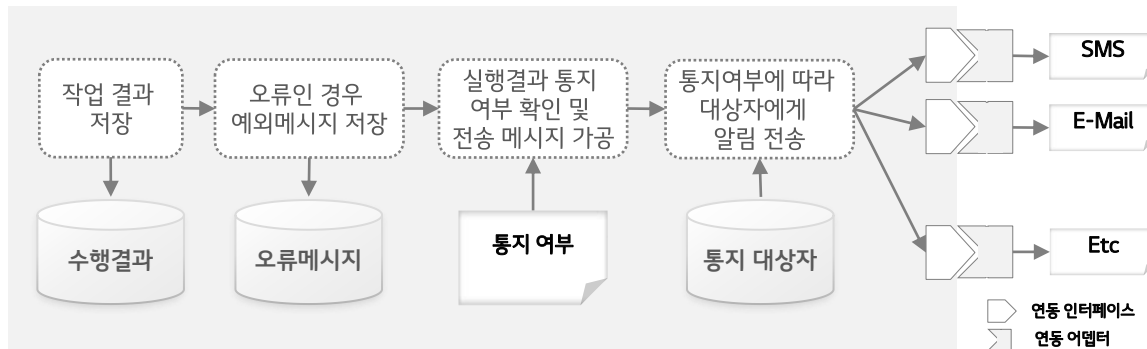 작업 결과
저장
오류인 경우
예외메시지 저장
실행결과 통지
여부 확인 및
전송 메시지 가공
통지여부에 따라
대상자에게
알림 전송
SMS
E-Mail
Etc
수행결과
오류메시지
통지 여부
통지 대상자
연동 인터페이스
연동 어뎁터